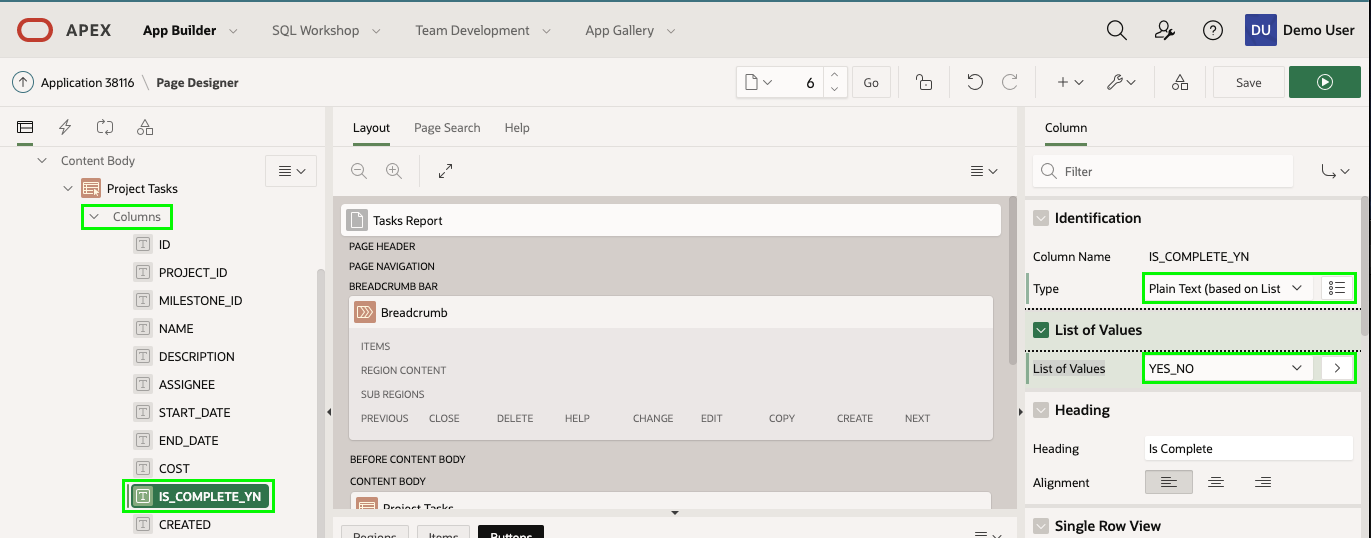 APEX App Builder SQL Workshop Team Development App Gallery DU Demo User
Application 38116 \ Page Designer 6 Go Save
Layout Page Search Help
Column
Content Body
Project Tasks
Columns
ID
PROJECT_ID
MILESTONE_ID
NAME
DESCRIPTION
ASSIGNEE
START_DATE
END_DATE
COST
IS_COMPLETE_YN
CREATED
Tasks Report
PAGE HEADER
PAGE NAVIGATION
BREADCRUMB BAR
Breadcrumb
ITEMS
REGION CONTENT
SUB REGIONS
PREVIOUS CLOSE DELETE HELP CHANGE EDIT COPY CREATE NEXT
BEFORE CONTENT BODY
CONTENT BODY
Project Tasks
Regions Items Buttons
Filter
Identification
Column Name IS_COMPLETE_YN
Type Plain Text (based on List
List of Values
List of Values YES_NO
Heading
Heading Is Complete
Alignment
Single Row View